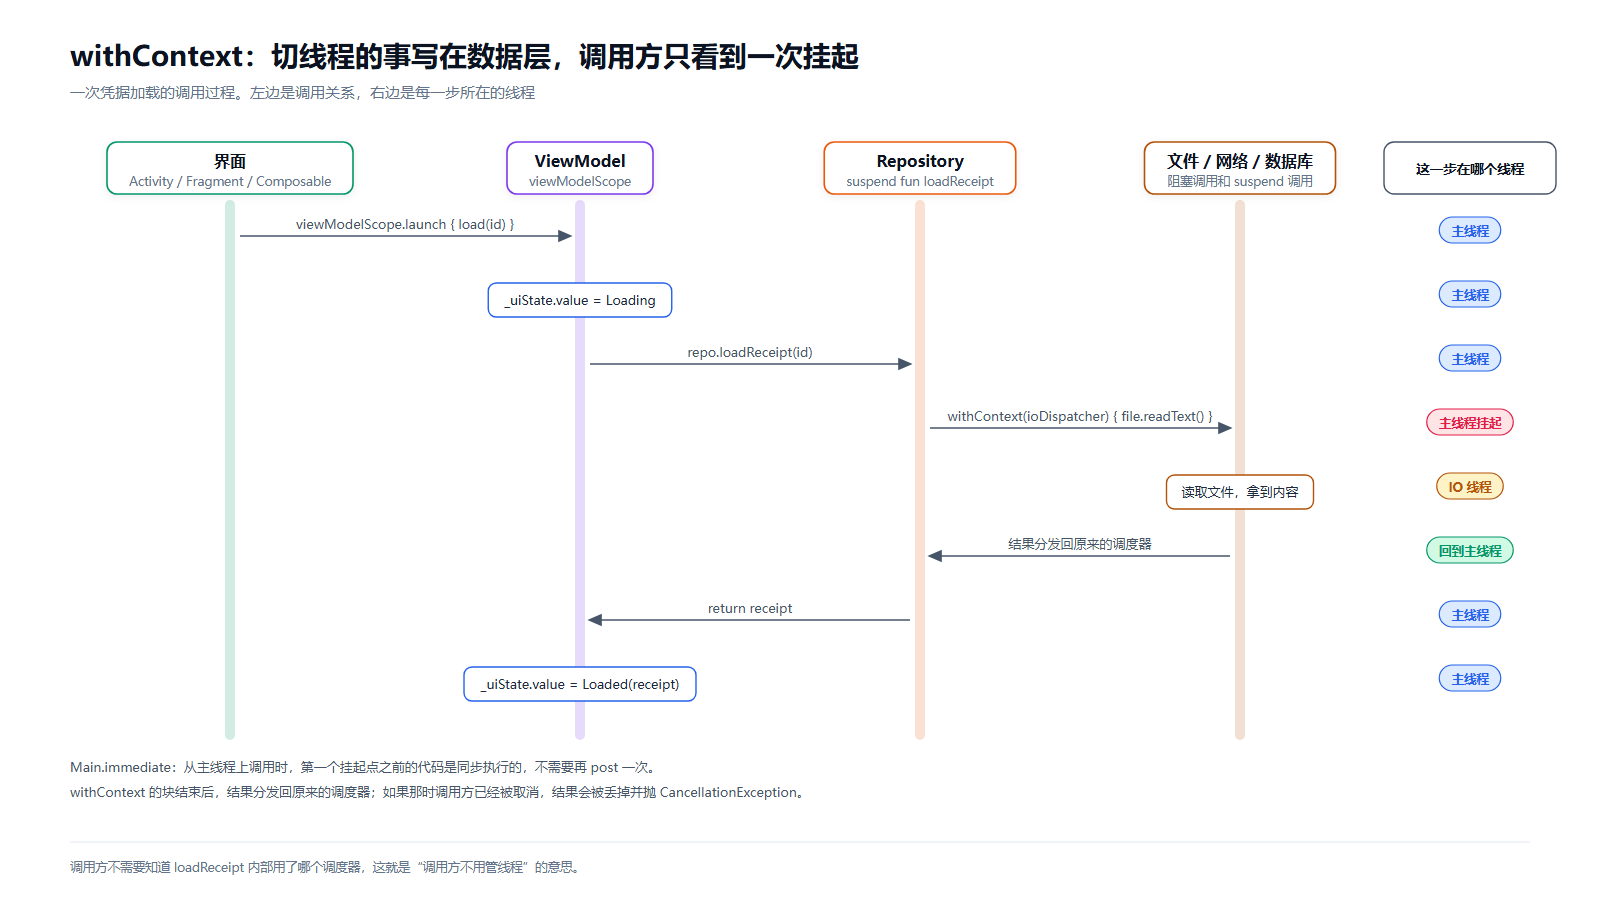 withContext：切线程的事写在数据层，调用方只看到一次挂起
一次凭据加载的调用过程。左边是调用关系，右边是每一步所在的线程
界面
Activity / Fragment / Composable
ViewModel
viewModelScope
Repository
suspend fun loadReceipt
文件 / 网络 / 数据库
阻塞调用和 suspend 调用
这一步在哪个线程
viewModelScope.launch { load(id) }
主线程
_uiState.value = Loading
主线程
repo.loadReceipt(id)
主线程
withContext(ioDispatcher) { file.readText() }
主线程挂起
读取文件，拿到内容
IO 线程
结果分发回原来的调度器
回到主线程
return receipt
主线程
_uiState.value = Loaded(receipt)
主线程
Main.immediate：从主线程上调用时，第一个挂起点之前的代码是同步执行的，不需要再 post 一次。
withContext 的块结束后，结果分发回原来的调度器；如果那时调用方已经被取消，结果会被丢掉并抛 CancellationException。
调用方不需要知道 loadReceipt 内部用了哪个调度器，这就是“调用方不用管线程”的意思。